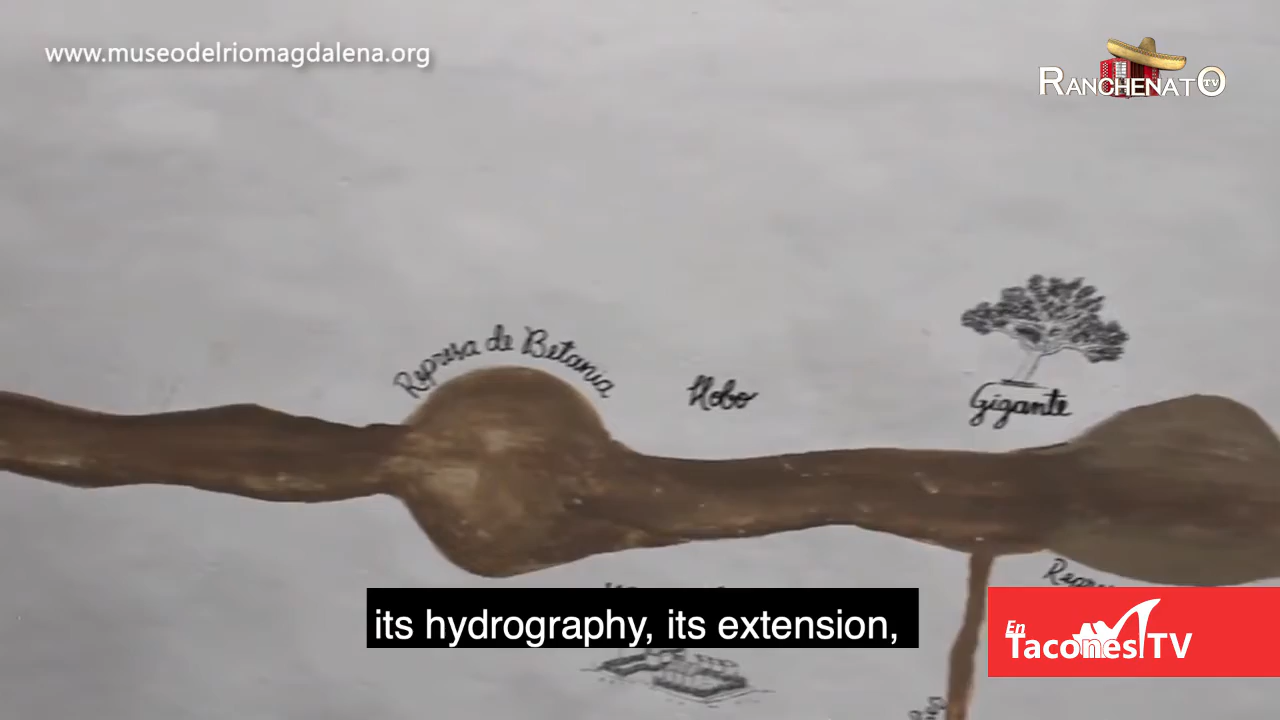 www.museodelriomagdalena.org
RANCHENATO
TV
Represa de Betania
Hobo
Gigante
its hydrography, its extension,
En
Tacones TV